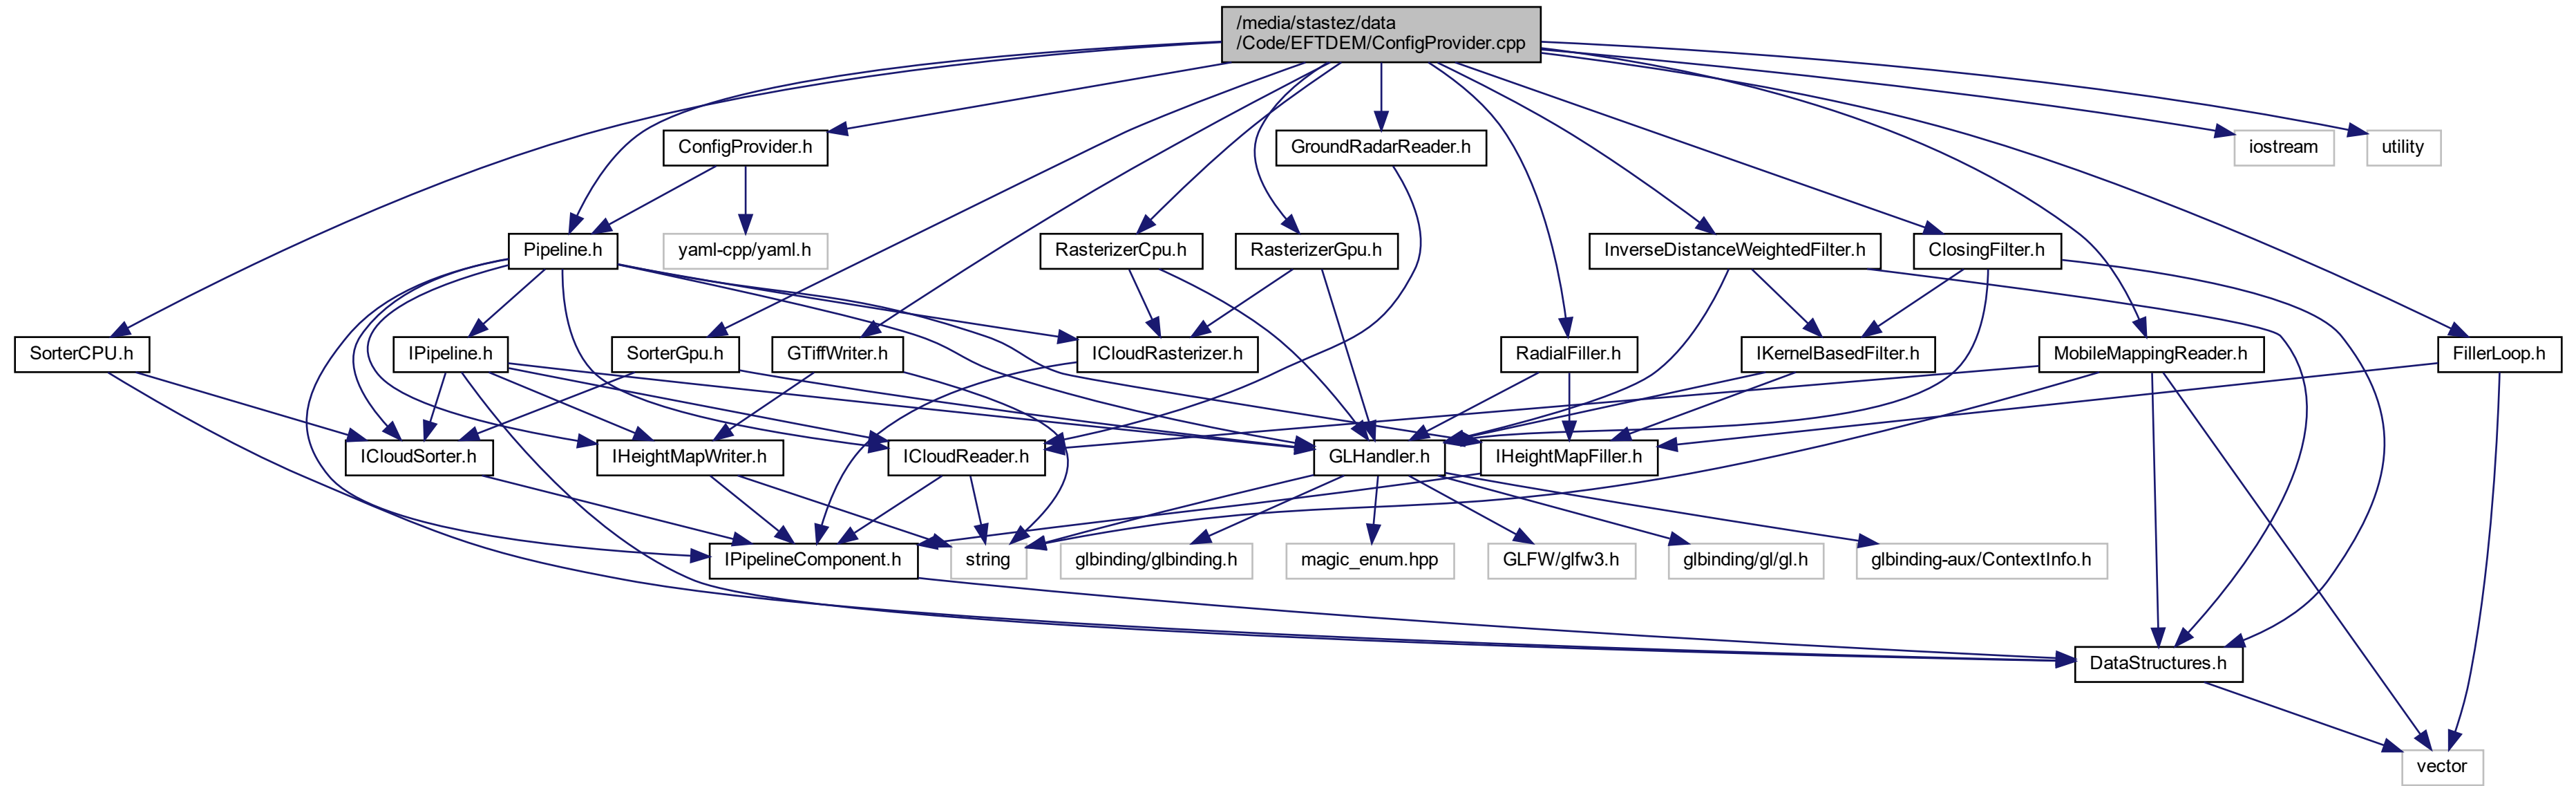 /media/stastez/data
/Code/EFTDEM/ConfigProvider.cpp
ConfigProvider.h
GroundRadarReader.h
iostream
utility
Pipeline.h
yaml-cpp/yaml.h
RasterizerCpu.h
RasterizerGpu.h
InverseDistanceWeightedFilter.h
ClosingFilter.h
SorterCPU.h
IPipeline.h
SorterGpu.h
GTiffWriter.h
ICloudRasterizer.h
RadialFiller.h
IKernelBasedFilter.h
MobileMappingReader.h
FillerLoop.h
ICloudSorter.h
IHeightMapWriter.h
ICloudReader.h
GLHandler.h
IHeightMapFiller.h
IPipelineComponent.h
string
glbinding/glbinding.h
magic_enum.hpp
GLFW/glfw3.h
glbinding/gl/gl.h
glbinding-aux/ContextInfo.h
DataStructures.h
vector